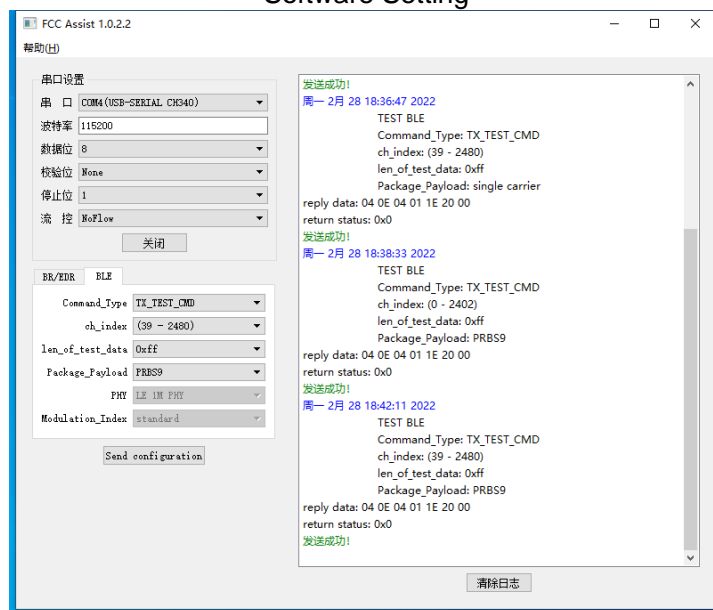 Software Setting
FCC Assist 1.0.2.2
帮助(H)
串口设置
串 口 COM4(USB-SERIAL CH340)
波特率 115200
数据位 8
校验位 None
停止位 1
流 控 NoFlow
关闭
BR/EDR BLE
Command_Type TX_TEST_CMD
ch_index (39 - 2480)
len_of_test_data 0xff
Package_Payload PRBS9
PHY LE 1M PHY
Modulation_Index standard
Send configuration
发送成功!
周一 2月 28 18:36:47 2022
TEST BLE
Command_Type: TX_TEST_CMD
ch_index: (39 - 2480)
len_of_test_data: 0xff
Package_Payload: single carrier
reply data: 04 0E 04 01 1E 20 00
return status: 0x0
发送成功!
周一 2月 28 18:38:33 2022
TEST BLE
Command_Type: TX_TEST_CMD
ch_index: (0 - 2402)
len_of_test_data: 0xff
Package_Payload: PRBS9
reply data: 04 0E 04 01 1E 20 00
return status: 0x0
发送成功!
周一 2月 28 18:42:11 2022
TEST BLE
Command_Type: TX_TEST_CMD
ch_index: (39 - 2480)
len_of_test_data: 0xff
Package_Payload: PRBS9
reply data: 04 0E 04 01 1E 20 00
return status: 0x0
发送成功!
清除日志